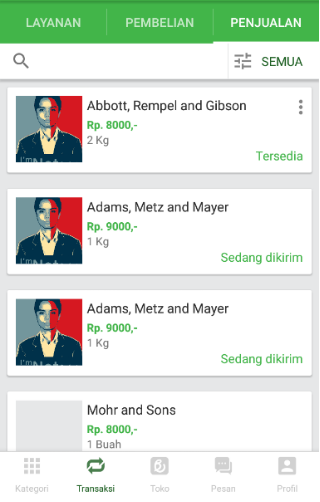 LAYANAN
PEMBELIAN
PENJUALAN
SEMUA
Abbott, Rempel and Gibson
Rp. 8000,-
2 Kg
Tersedia
Adams, Metz and Mayer
Rp. 9000,-
1 Kg
Sedang dikirim
Adams, Metz and Mayer
Rp. 9000,-
1 Kg
Sedang dikirim
Mohr and Sons
Rp. 8000,-
1 Buah
Kategori
Transaksi
Toko
Pesan
Profil